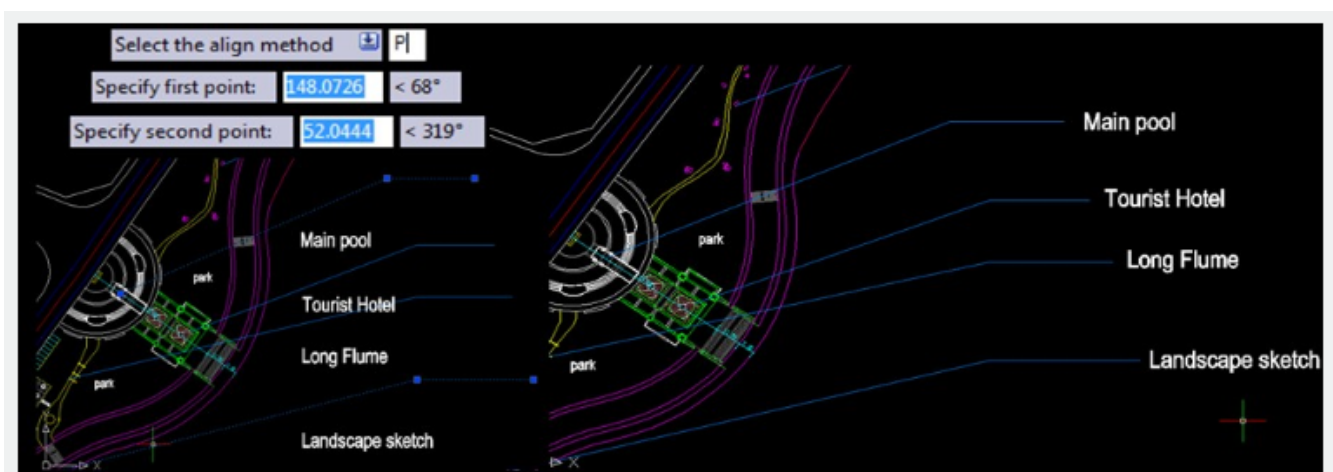 Select the align method P
Specify first point: 148.0726 < 68°
Specify second point: 52.0444 < 319°
Main pool
park
Tourist Hotel
Long Flume
park
Landscape sketch
X
Main pool
Tourist Hotel
park
Long Flume
park
Landscape sketch
X